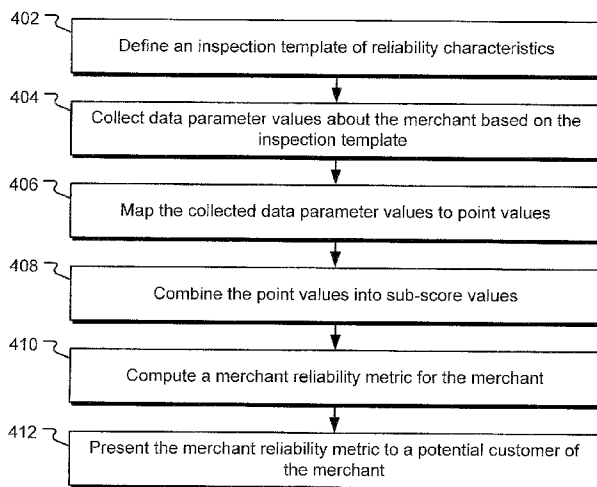 402
Define an inspection template of reliability characteristics
404
Collect data parameter values about the merchant based on the
inspection template
406
Map the collected data parameter values to point values
408
Combine the point values into sub-score values
410
Compute a merchant reliability metric for the merchant
412
Present the merchant reliability metric to a potential customer of
the merchant